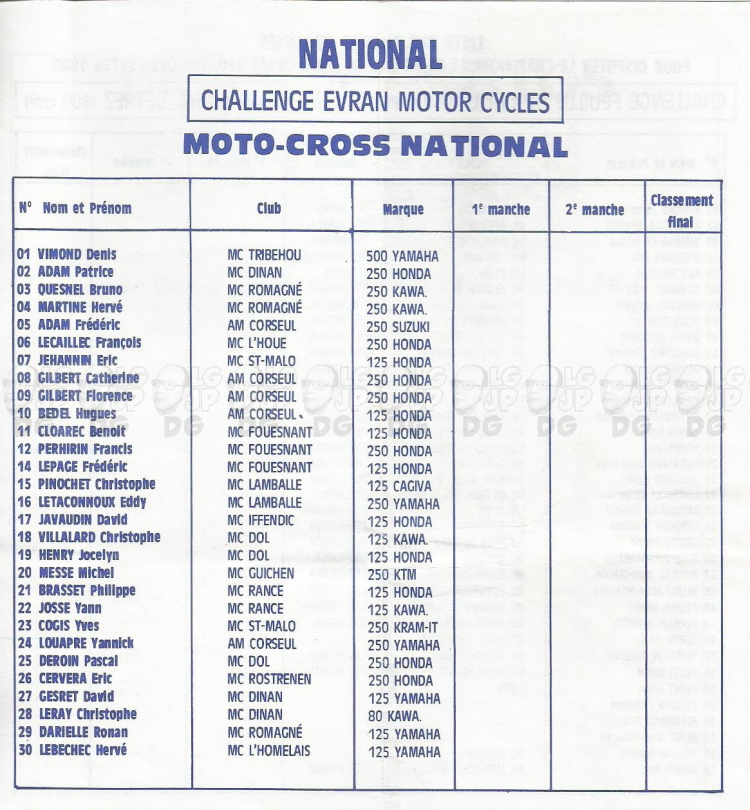 NATIONAL
CHALLENGE EVRAN MOTOR CYCLES
MOTO-CROSS NATIONAL
N° Nom et Prénom Club Marque 1e manche 2e manche Classement final
01 VIMOND Denis MC TRIBEHOU 500 YAMAHA
02 ADAM Patrice MC DINAN 250 HONDA
03 QUESNEL Bruno MC ROMAGNÉ 250 KAWA.
04 MARTINE Hervé MC ROMAGNÉ 250 KAWA.
05 ADAM Frédéric AM CORSEUL 250 SUZUKI
06 LECAILLEC François MC L'HOUE 250 HONDA
07 JEHANNIN Eric MC ST-MALO 125 HONDA
08 GILBERT Catherine AM CORSEUL 250 HONDA
09 GILBERT Florence AM CORSEUL 250 HONDA
10 BEDEL Hugues AM CORSEUL 125 HONDA
11 CLOAREC Benoit MC FOUESNANT 125 HONDA
12 PERHIRIN Francis MC FOUESNANT 250 HONDA
14 LEPAGE Frédéric MC FOUESNANT 125 HONDA
15 PINOCHET Christophe MC LAMBALLE 125 CAGIVA
16 LETACONNOUX Eddy MC LAMBALLE 250 YAMAHA
17 JAVAUDIN David MC IFFENDIC 125 HONDA
18 VILLALARD Christophe MC DOL 125 KAWA.
19 HENRY Jocelyn MC DOL 125 HONDA
20 MESSE Michel MC GUICHEN 250 KTM
21 BRASSET Philippe MC RANCE 125 HONDA
22 JOSSE Yann MC RANCE 125 KAWA.
23 COGIS Yves MC ST-MALO 250 KRAM-IT
24 LOUAPRE Yannick AM CORSEUL 250 YAMAHA
25 DEROIN Pascal MC DOL 250 HONDA
26 CERVERA Eric MC ROSTRENEN 250 HONDA
27 GESRET David MC DINAN 125 YAMAHA
28 LERAY Christophe MC DINAN 80 KAWA.
29 DARIELLE Ronan MC ROMAGNÉ 125 YAMAHA
30 LEBECHEC Hervé MC L'HOMELAIS 125 YAMAHA